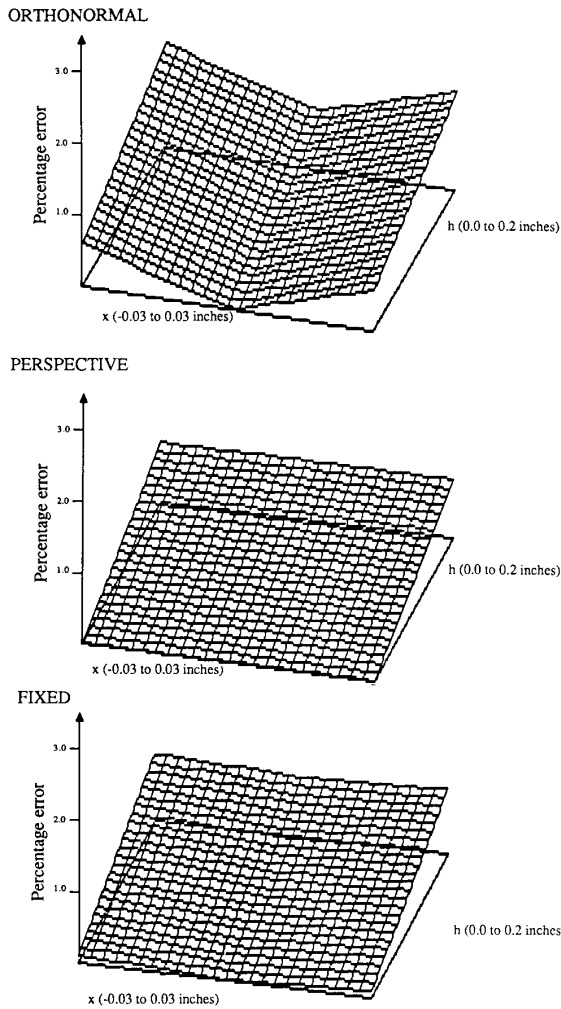 ORTHONORMAL
3.0
2.0
1.0
Percentage error
h (0.0 to 0.2 inches)
x (-0.03 to 0.03 inches)
PERSPECTIVE
3.0
2.0
1.0
Percentage error
h (0.0 to 0.2 inches)
x (-0.03 to 0.03 inches)
FIXED
3.0
2.0
1.0
Percentage error
h (0.0 to 0.2 inches
x (-0.03 to 0.03 inches)